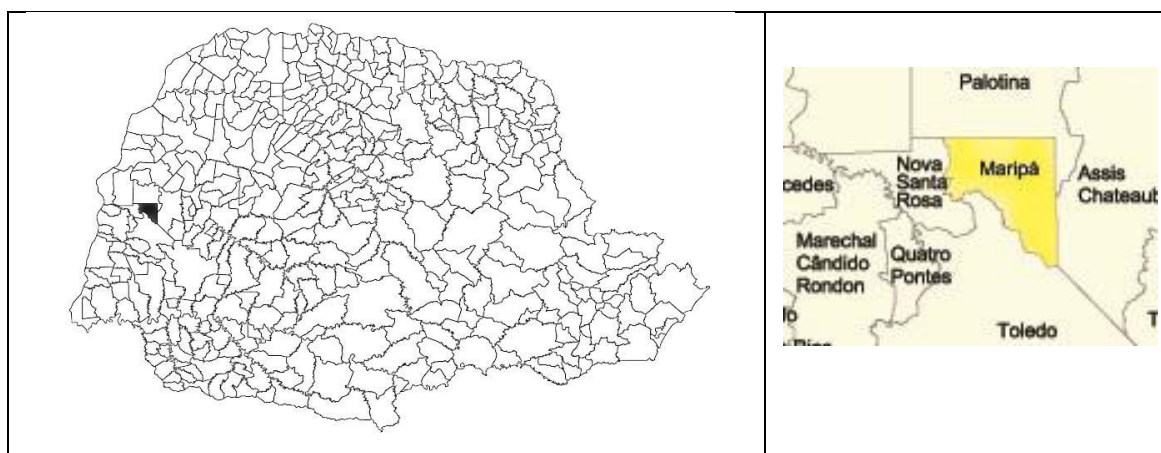 Palotina
Nova
Santa
Rosa
Maripá
Assis
Chateaub
cedes
Marechal
Cândido
Rondon
Quatro
Pontes
Toledo